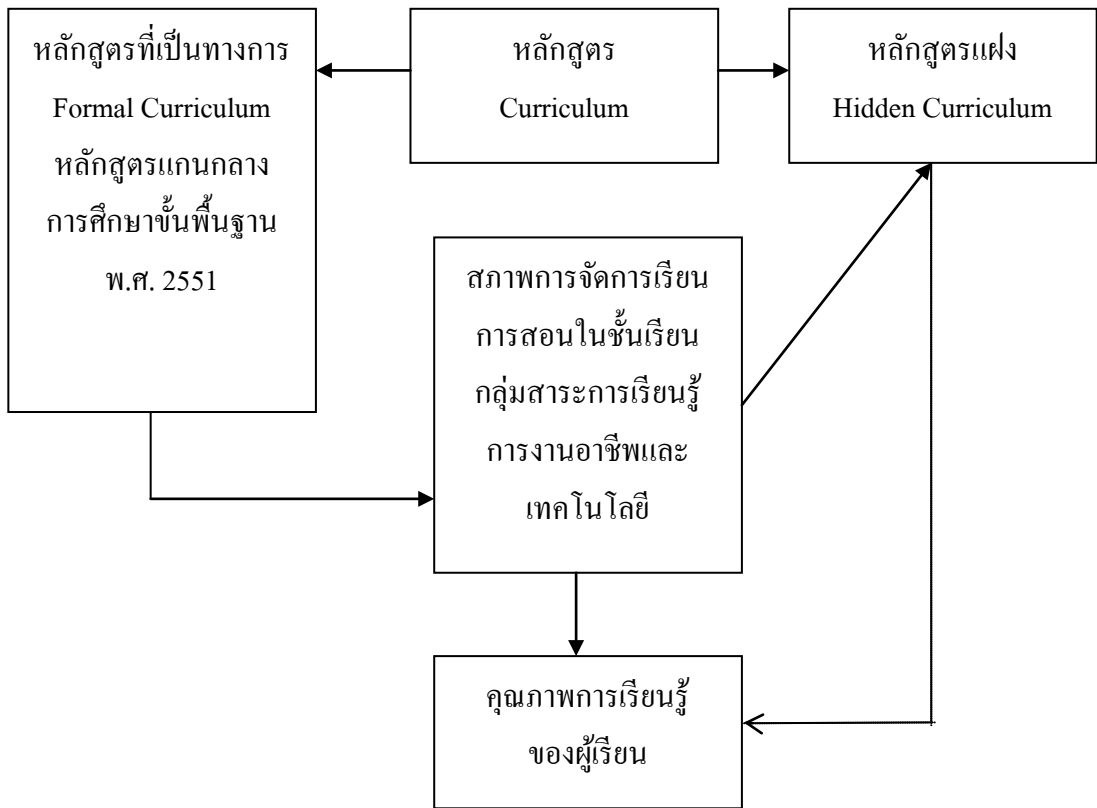 หลักสูตรที่เป็นทางการ
Formal Curriculum
หลักสูตรแกนกลาง
การศึกษาขั้นพื้นฐาน
พ.ศ. 2551
หลักสูตร
Curriculum
หลักสูตรแฝง
Hidden Curriculum
สภาพการจัดการเรียน
การสอนในชั้นเรียน
กลุ่มสาระการเรียนรู้
การงานอาชีพและ
เทคโนโลยี
คุณภาพการเรียนรู้
ของผู้เรียน